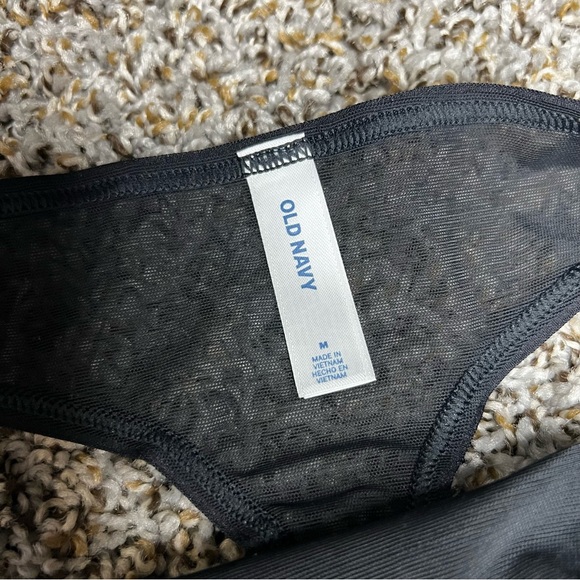 OLD NAVY
M
MADE IN
VIETNAM
HECHO EN
VIETNAM